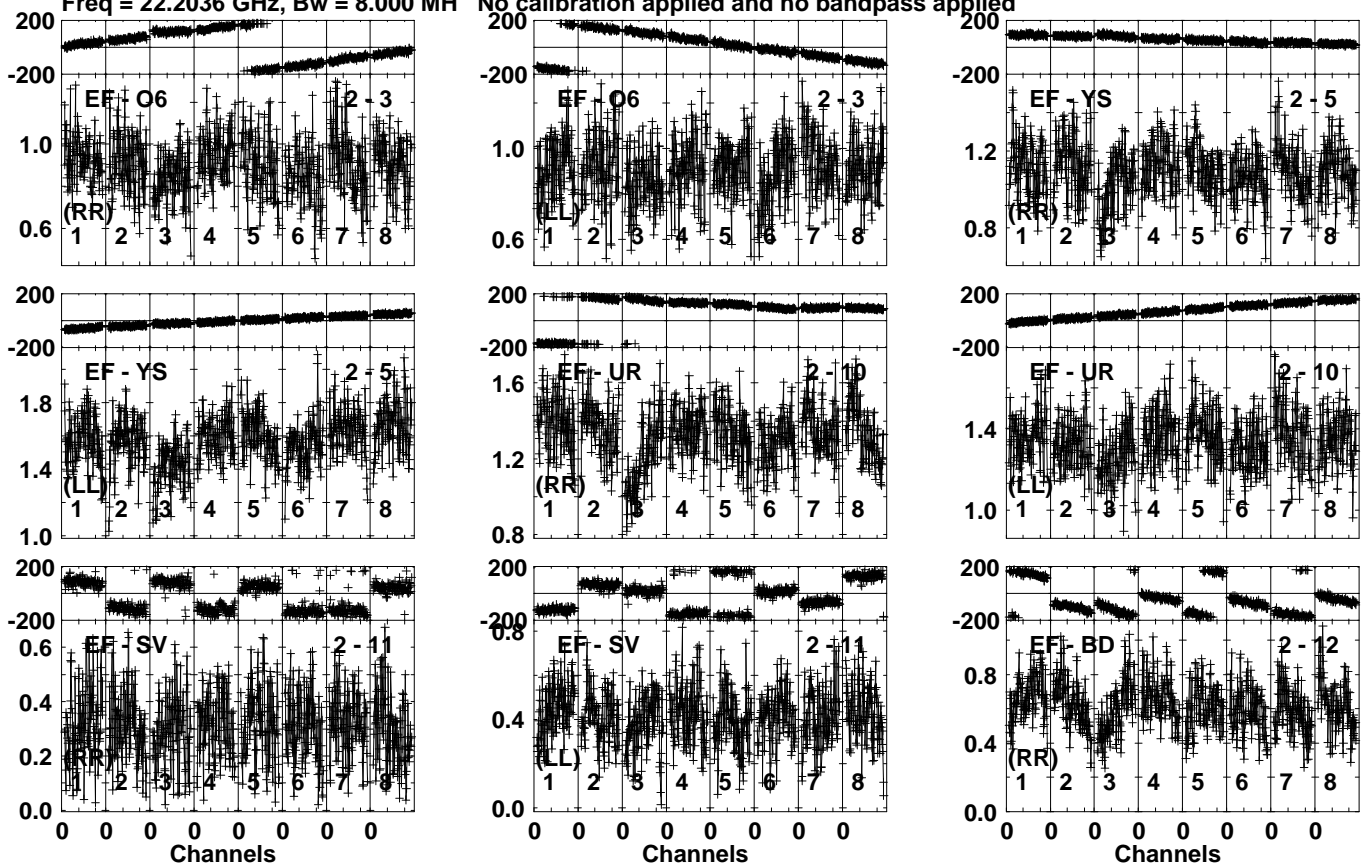 Freq = 22.2036 GHz, Bw = 8.000 MH No calibration applied and no bandpass applied
200 200 200
-200 -200 -200
EF - O6 2 - 3 EF - O6 2 - 3 EF - YS 2 - 5
1.0 1.0 1.2
(RR) (LL) (RR)
0.6 1 2 3 4 5 6 7 8 0.6 1 2 3 4 5 6 7 8 0.8 1 2 3 4 5 6 7 8
200 200 200
-200 -200 -200
EF - YS 2 - 5 EF - UR 2 - 10 EF - UR 2 - 10
1.8 1.6
1.4 1.2 1.4
(LL) (RR) (LL)
1 2 3 4 5 6 7 8 1 2 3 4 5 6 7 8 1 2 3 4 5 6 7 8
1.0 0.8 1.0
200 200 200
-200 -200 -200
0.8
EF - SV 2 - 11 EF - SV 2 - 11 EF - BD 2 - 12
0.6 0.8
0.4 0.4 0.4
0.2
(RR) (LL) (RR)
1 2 3 4 5 6 7 8 1 2 3 4 5 6 7 8 1 2 3 4 5 6 7 8
0.0 0.0 0.0
0 0 0 0 0 0 0 0 0 0 0 0 0 0 0 0 0 0 0 0 0 0 0 0
Channels Channels Channels